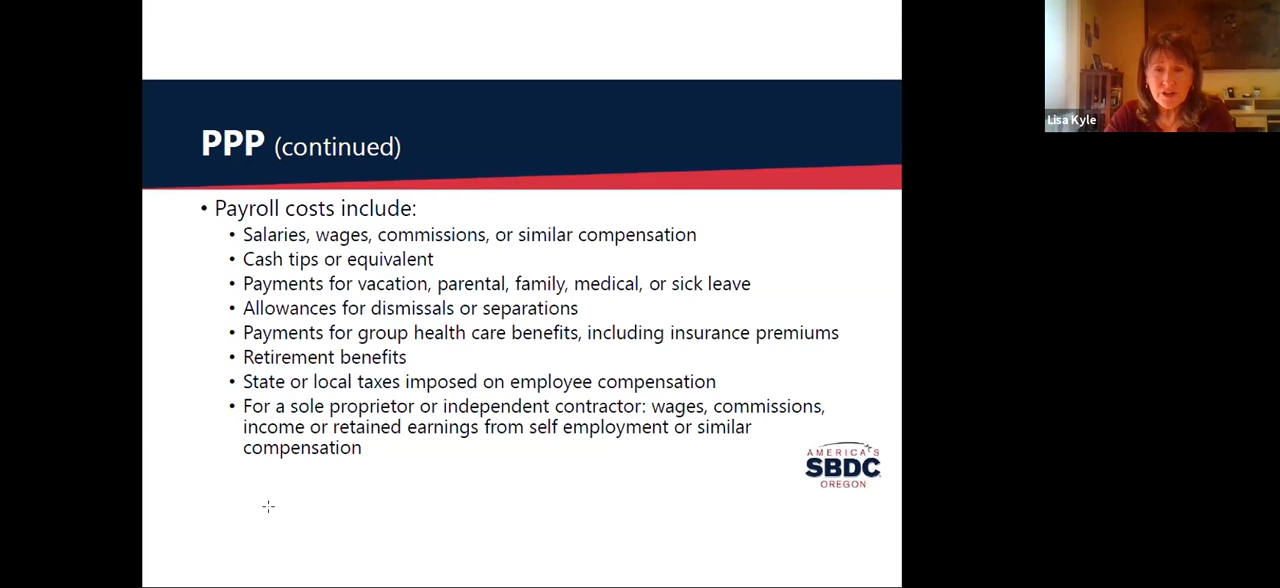 PPP (continued)
• Payroll costs include:
• Salaries, wages, commissions, or similar compensation
• Cash tips or equivalent
• Payments for vacation, parental, family, medical, or sick leave
• Allowances for dismissals or separations
• Payments for group health care benefits, including insurance premiums
• Retirement benefits
• State or local taxes imposed on employee compensation
• For a sole proprietor or independent contractor: wages, commissions,
income or retained earnings from self employment or similar
compensation
AMERICA'S
SBDC
OREGON
Lisa Kyle